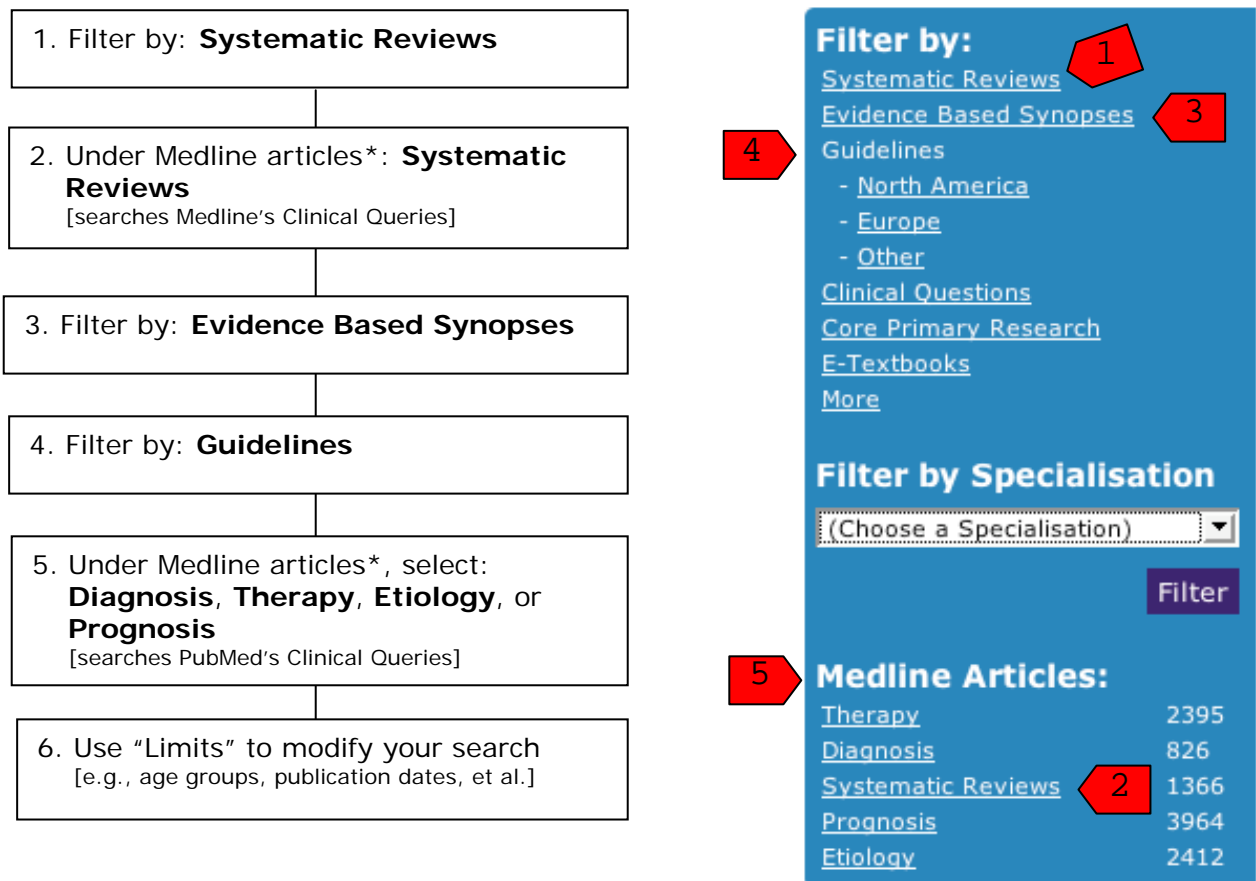 1. Filter by: Systematic Reviews
2. Under Medline articles*: Systematic
Reviews
[searches Medline's Clinical Queries]
3. Filter by: Evidence Based Synopses
4. Filter by: Guidelines
5. Under Medline articles*, select:
Diagnosis, Therapy, Etiology, or
Prognosis
[searches PubMed's Clinical Queries]
6. Use “Limits” to modify your search
[e.g., age groups, publication dates, et al.]
Filter by:
Systematic Reviews 1
Evidence Based Synopses 3
4 Guidelines
- North America
- Europe
- Other
Clinical Questions
Core Primary Research
E-Textbooks
More
Filter by Specialisation
(Choose a Specialisation)
Filter
5 Medline Articles:
Therapy 2395
Diagnosis 826
Systematic Reviews 2 1366
Prognosis 3964
Etiology 2412